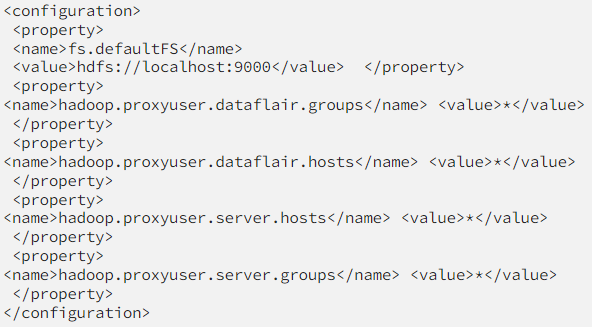 <configuration>
<property>
<name>fs.defaultFS</name>
<value>hdfs://localhost:9000</value>  </property>
<property>
<name>hadoop.proxyuser.dataflair.groups</name> <value>*</value>
</property>
<property>
<name>hadoop.proxyuser.dataflair.hosts</name> <value>*</value>
</property>
<property>
<name>hadoop.proxyuser.server.hosts</name> <value>*</value>
</property>
<property>
<name>hadoop.proxyuser.server.groups</name> <value>*</value>
</property>
</configuration>